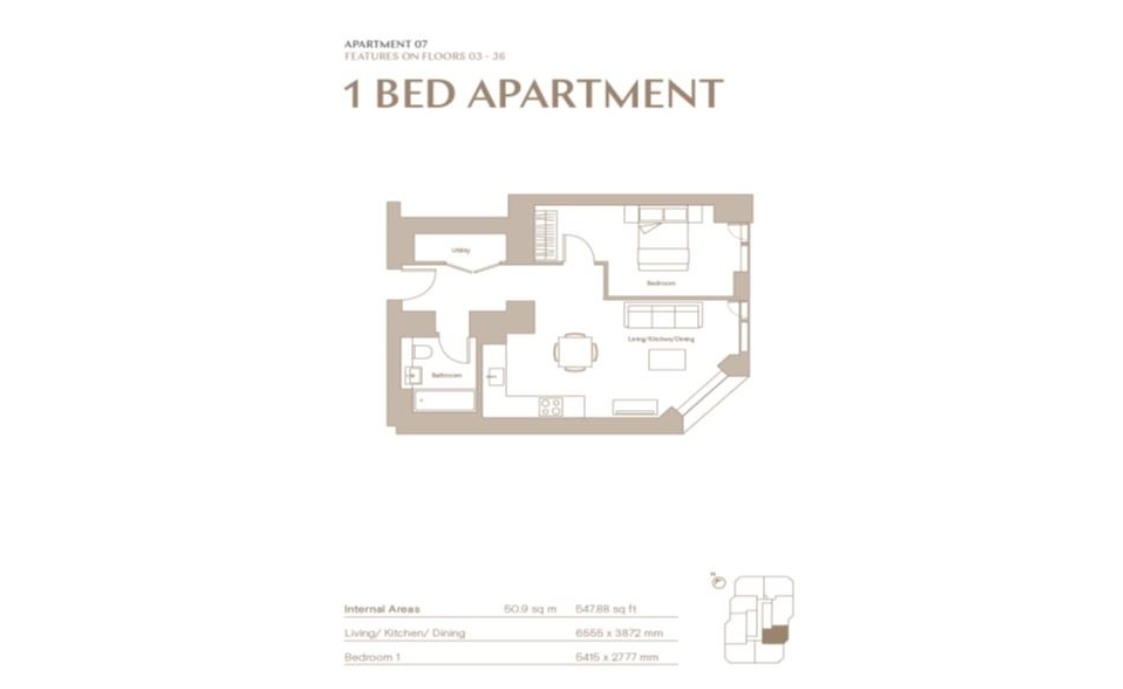 APARTMENT 07
FEATURES ON FLOORS 03 - 36
1 BED APARTMENT
Utility
Bedroom
Living/Kitchen/Dining
Bathroom
N
Internal Areas 50.9 sq m 547.88 sq ft
Living/ Kitchen/ Dining 6555 x 3872 mm
Bedroom 1 5415 x 2777 mm